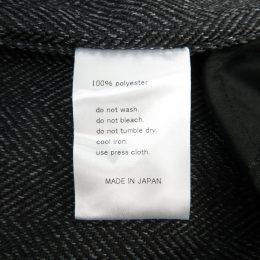 100% polyester
do not wash.
do not bleach.
do not tumble dry.
cool iron.
use press cloth.
MADE IN JAPAN